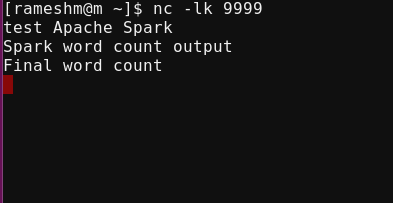 [rameshm@m ~]$ nc -lk 9999
test Apache Spark
Spark word count output
Final word count